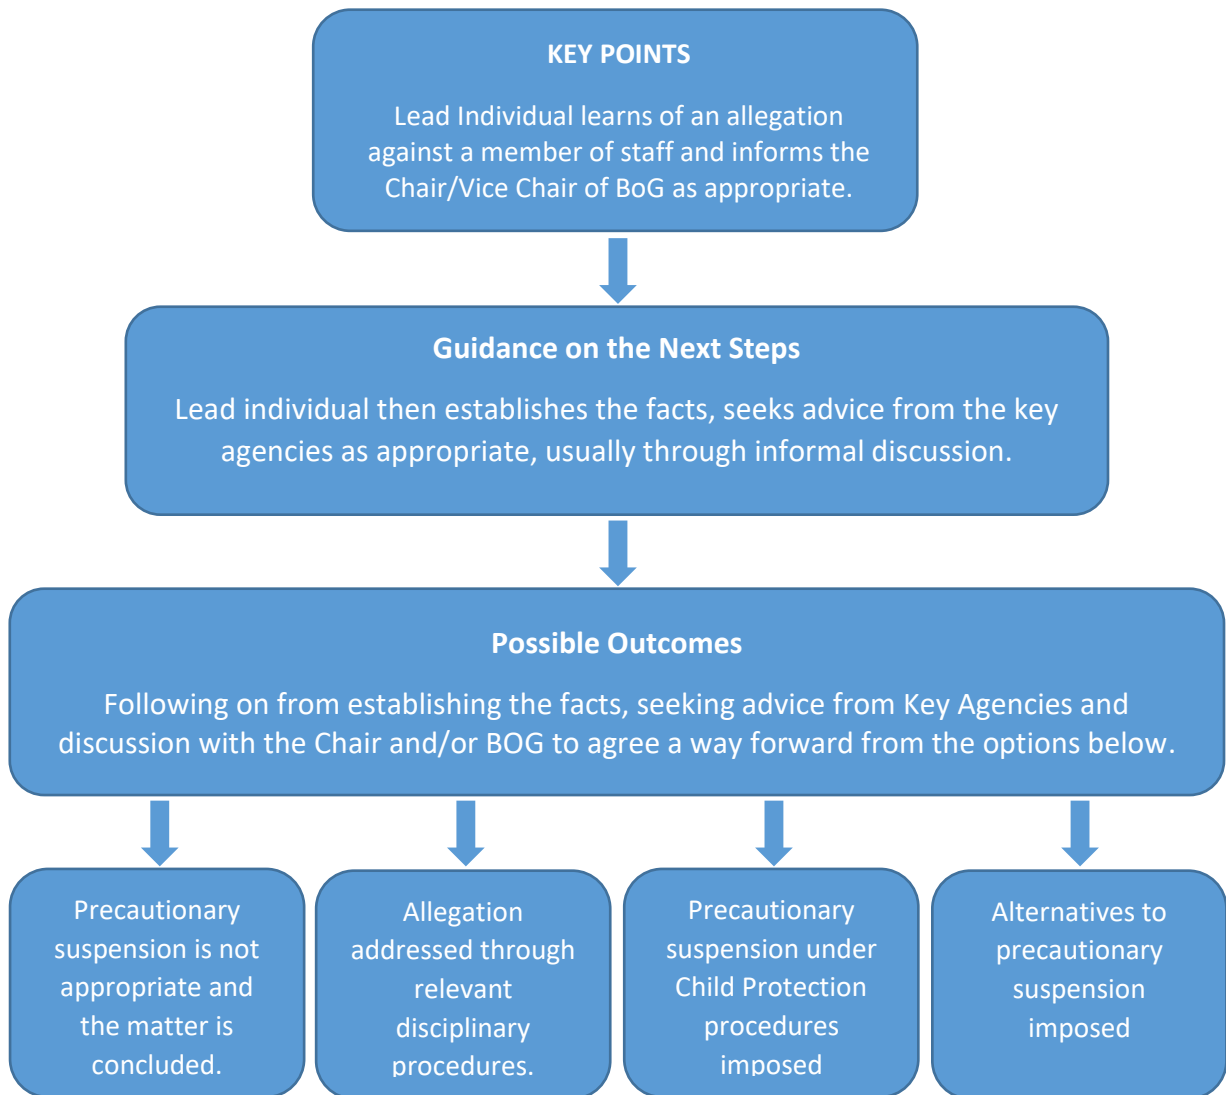 KEY POINTS
Lead Individual learns of an allegation
against a member of staff and informs the
Chair/Vice Chair of BoG as appropriate.
Guidance on the Next Steps
Lead individual then establishes the facts, seeks advice from the key
agencies as appropriate, usually through informal discussion.
Possible Outcomes
Following on from establishing the facts, seeking advice from Key Agencies and
discussion with the Chair and/or BOG to agree a way forward from the options below.
Precautionary
suspension is not
appropriate and
the matter is
concluded.
Allegation
addressed through
relevant
disciplinary
procedures.
Precautionary
suspension under
Child Protection
procedures
imposed
Alternatives to
precautionary
suspension
imposed